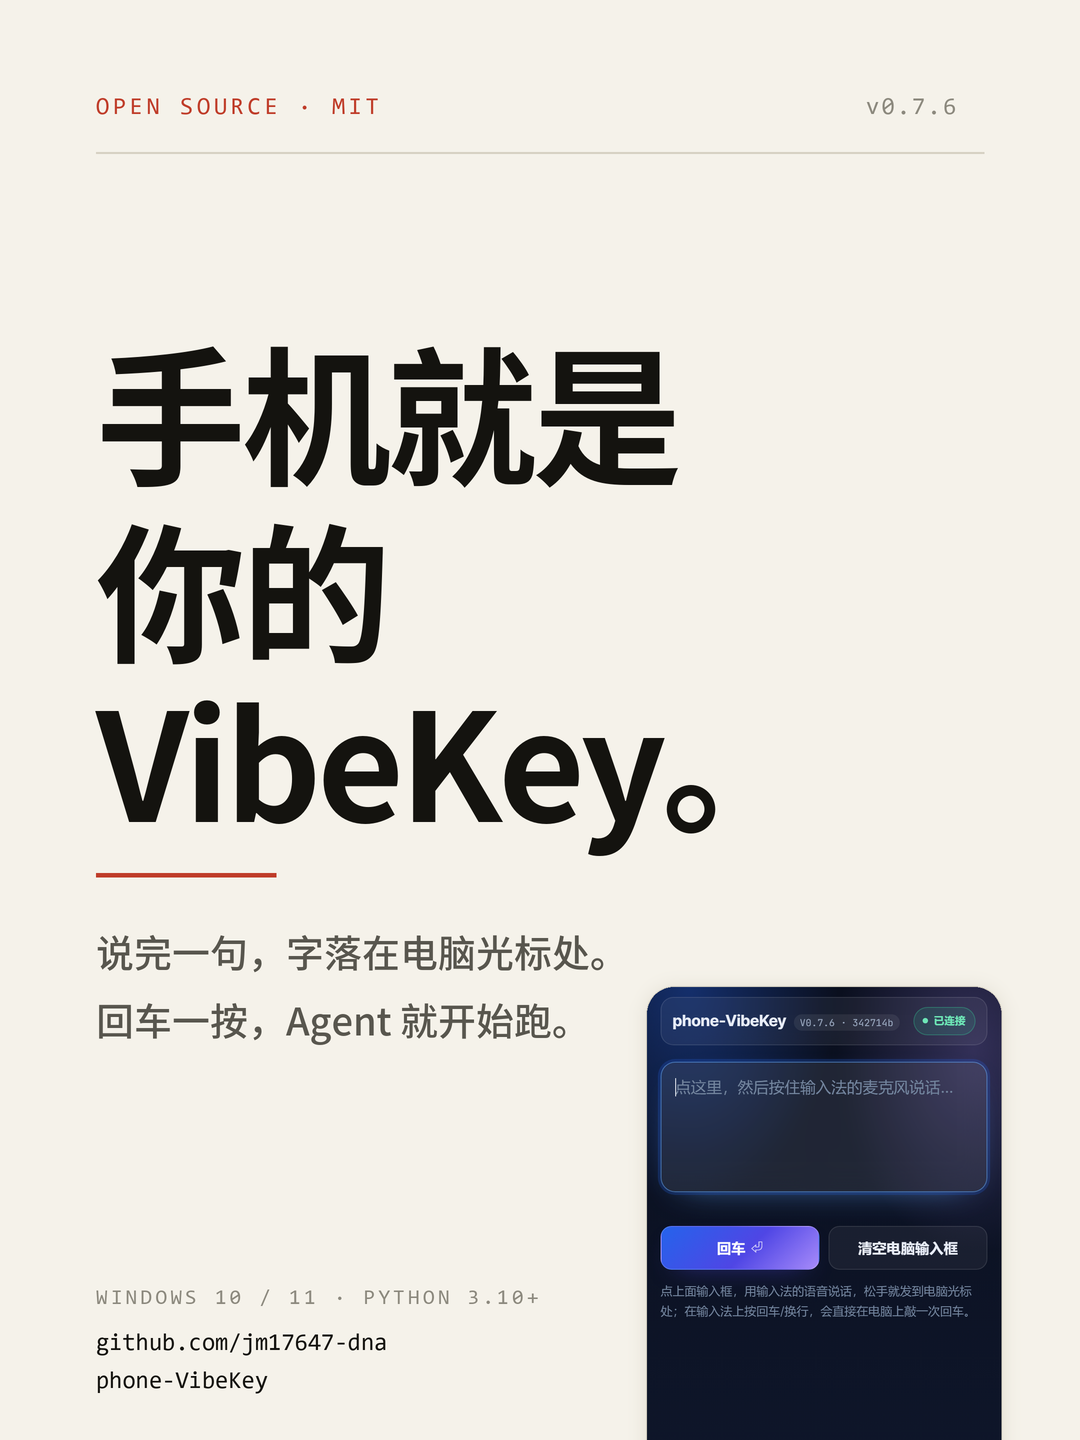 OPEN SOURCE · MIT
v0.7.6
手机就是
你的
VibeKey。
说完一句，字落在电脑光标处。
回车一按，Agent 就开始跑。
phone-VibeKey
V0.7.6 · 342714b
已连接
点这里，然后按住输入法的麦克风说话...
回车 ⏎
清空电脑输入框
点上面输入框，用输入法的语音说话，松手就发到电脑光标
处；在输入法上按回车/换行，会直接在电脑上敲一次回车。
WINDOWS 10 / 11 · PYTHON 3.10+
github.com/jm17647-dna
phone-VibeKey